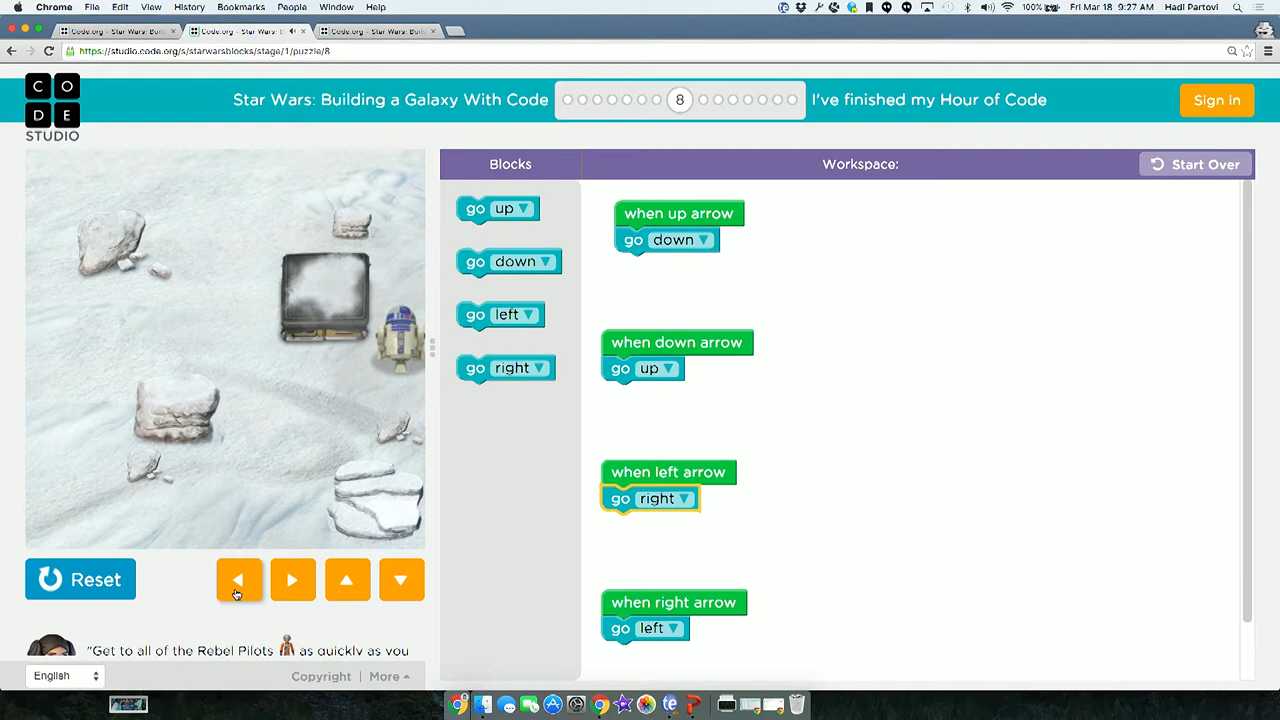 Chrome File Edit View History Bookmarks People Window Help 100% Fri Mar 18 9:27 AM Hadi Partovi
Code.org - Star Wars: Build Code.org - Star Wars: B Code.org - Star Wars: Build
https://studio.code.org/s/starwarsblocks/stage/1/puzzle/8
C O
D E
STUDIO
Star Wars: Building a Galaxy With Code 8 I've finished my Hour of Code Sign in
Blocks Workspace: Start Over
go up
go down
go left
go right
when up arrow
go down
when down arrow
go up
when left arrow
go right
when right arrow
go left
Reset
"Get to all of the Rebel Pilots as quickly as you
English Copyright More